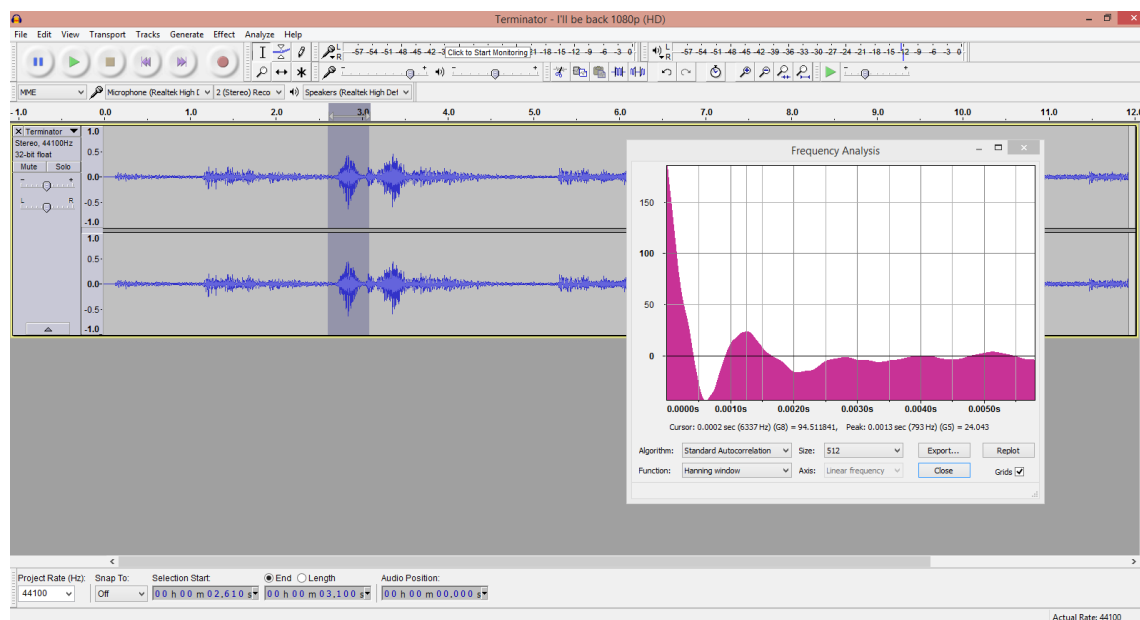 Terminator - I'll be back 1080p (HD)
File Edit View Transport Tracks Generate Effect Analyze Help
L R -57 -54 -51 -48 -45 -42 -3 Click to Start Monitoring 21 -18 -15 -12 -9 -6 -3 0 L R -57 -54 -51 -48 -45 -42 -39 -36 -33 -30 -27 -24 -21 -18 -15 -12 -9 -6 -3 0
MME Microphone (Realtek High D 2 (Stereo) Reco Speakers (Realtek High Def
- 1.0 0.0 1.0 2.0 3.0 4.0 5.0 6.0 7.0 8.0 9.0 10.0 11.0 12.0
X Terminator 1.0
Stereo, 44100Hz
32-bit float 0.5-
Mute Solo
- + 0.0-
L R -0.5-
-1.0
1.0
0.5-
0.0-
-0.5-
-1.0
Frequency Analysis
150
100
50
0
0.0000s 0.0010s 0.0020s 0.0030s 0.0040s 0.0050s
Cursor: 0.0002 sec (6337 Hz) (G8) = 94.511841, Peak: 0.0013 sec (793 Hz) (G5) = 24.043
Algorithm: Standard Autocorrelation Size: 512 Export... Replot
Function: Hanning window Axis: Linear frequency Close Grids
Project Rate (Hz): Snap To: Selection Start: End Length Audio Position:
44100 Off 00 h 00 m 02.610 s 00 h 00 m 03.100 s 00 h 00 m 00.000 s
Actual Rate: 44100